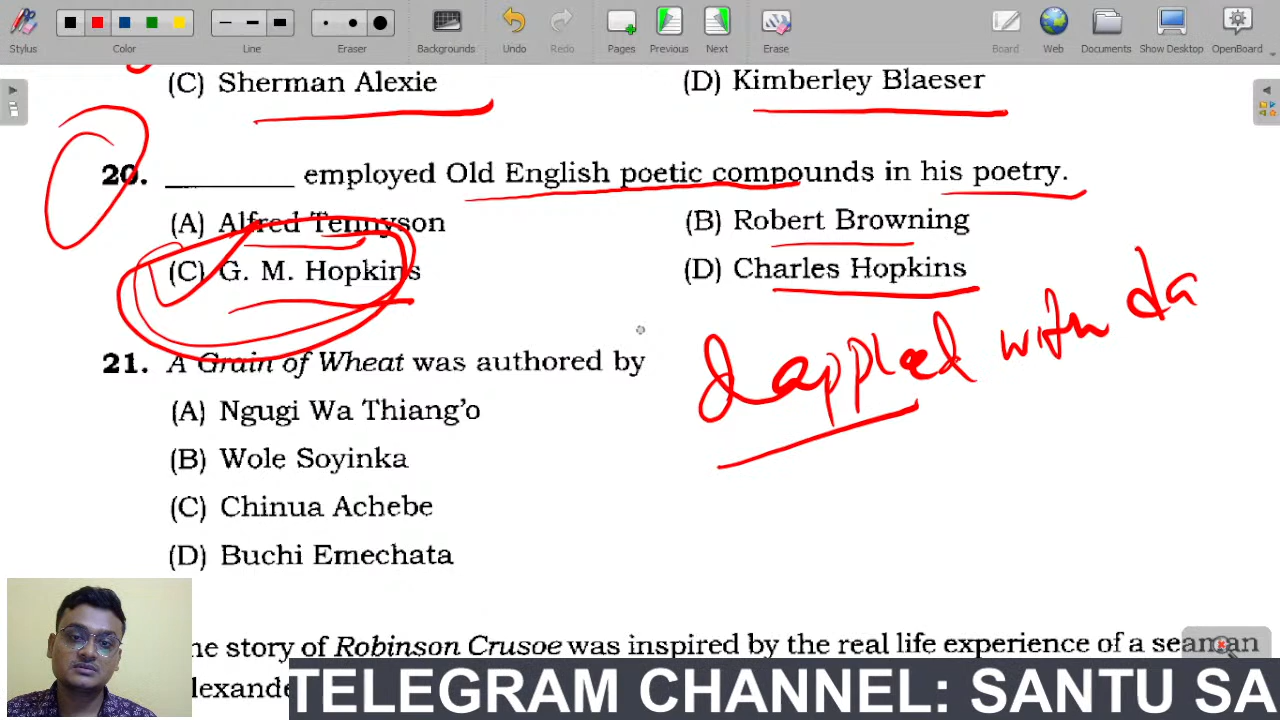 Stylus Color Line Eraser Backgrounds Undo Redo Pages Previous Next Erase Board Web Documents Show Desktop OpenBoard
(C) Sherman Alexie (D) Kimberley Blaeser
20. ________ employed Old English poetic compounds in his poetry.
(A) Alfred Tennyson (B) Robert Browning
(C) G. M. Hopkins (D) Charles Hopkins
dappled with da
21. A Grain of Wheat was authored by
(A) Ngugi Wa Thiang'o
(B) Wole Soyinka
(C) Chinua Achebe
(D) Buchi Emechata
ne story of Robinson Crusoe was inspired by the real life experience of a seaman
lexande
TELEGRAM CHANNEL: SANTU SA